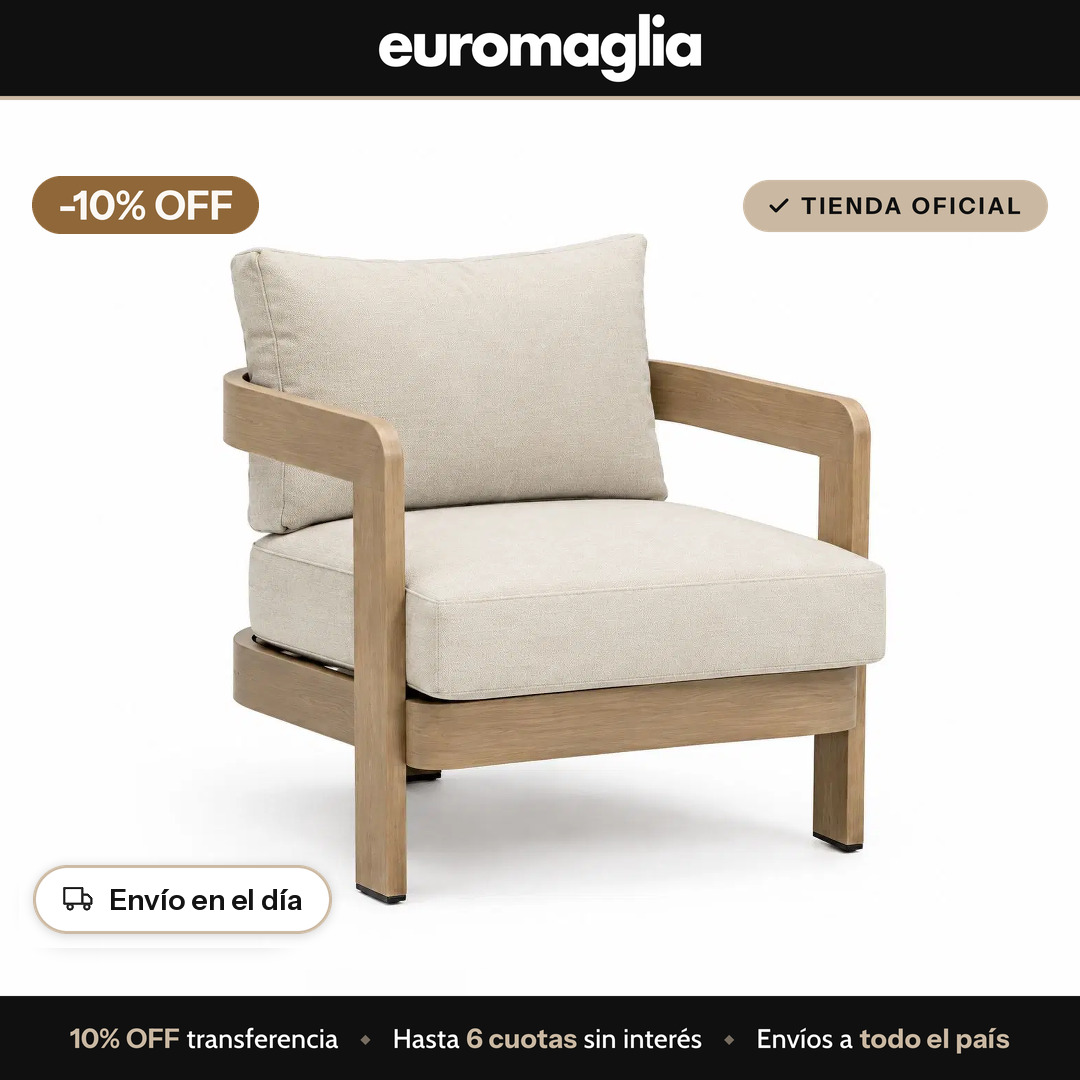 euromaglia
-10% OFF
TIENDA OFICIAL
Envío en el día
10% OFF transferencia ◆ Hasta 6 cuotas sin interés ◆ Envíos a todo el país